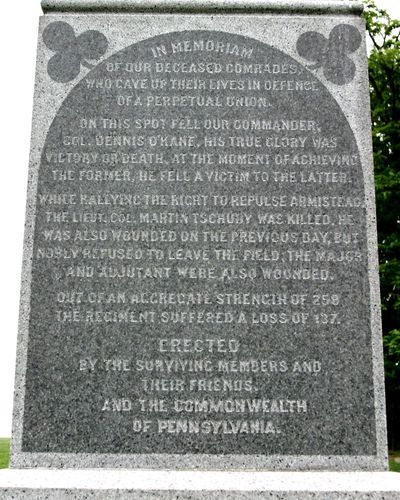 IN MEMORIAM
OF OUR DECEASED COMRADES,
WHO GAVE UP THEIR LIVES IN DEFENCE
OF A PERPETUAL UNION.
ON THIS SPOT FELL OUR COMMANDER,
COL. DENNIS O'KANE, HIS TRUE GLORY WAS
VICTORY OR DEATH, AT THE MOMENT OF ACHIEVING
THE FORMER, HE FELL A VICTIM TO THE LATTER.
WHILE RALLYING THE RIGHT TO REPULSE ARMISTEAD,
THE LIEUT. COL. MARTIN TSCHUDY WAS KILLED, HE
WAS ALSO WOUNDED ON THE PREVIOUS DAY, BUT
NOBLY REFUSED TO LEAVE THE FIELD; THE MAJOR
AND ADJUTANT WERE ALSO WOUNDED.
OUT OF AN AGGREGATE STRENGTH OF 258
THE REGIMENT SUFFERED A LOSS OF 137.
ERECTED
BY THE SURVIVING MEMBERS AND
THEIR FRIENDS.
AND THE COMMONWEALTH
OF PENNSYLVANIA.